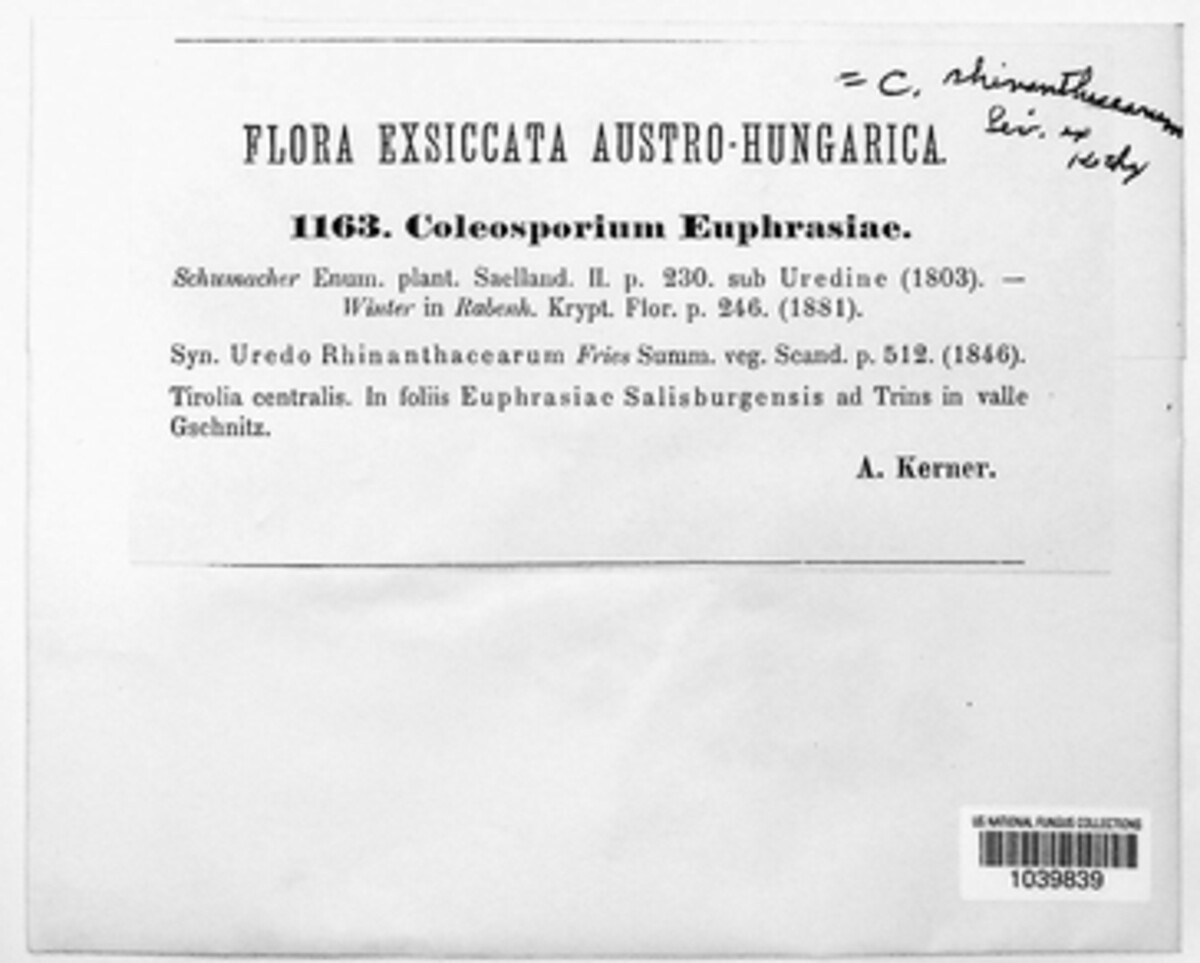 = C. rhinanthacearum
Lév. ex
FLORA EXSICCATA AUSTRO-HUNGARICA.
1163. Coleosporium Euphrasiae.
Schumacher Enum. plant. Saelland. II. p. 230. sub Uredine (1803). —
Winter in Rabenh. Krypt. Flor. p. 246. (1881).
Syn. Uredo Rhinanthacearum Fries Summ. veg. Scand. p. 512. (1846).
Tirolia centralis. In foliis Euphrasiae Salisburgensis ad Trins in valle
Gschnitz.
A. Kerner.
US NATIONAL FUNGUS COLLECTIONS
1039839